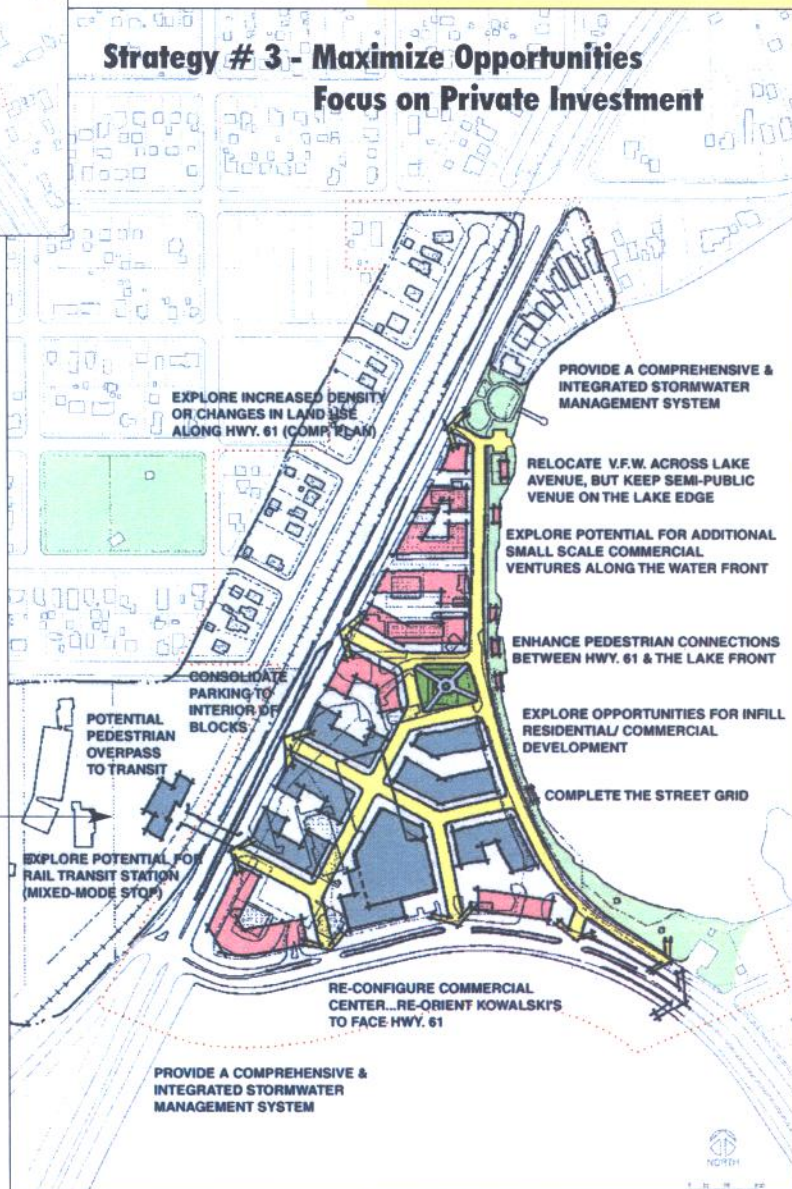 Strategy # 3 - Maximize Opportunities
Focus on Private Investment
PROVIDE A COMPREHENSIVE &
INTEGRATED STORMWATER
MANAGEMENT SYSTEM
EXPLORE INCREASED DENSITY
OR CHANGES IN LAND USE
ALONG HWY. 61 (COMP. PLAN)
RELOCATE V.F.W. ACROSS LAKE
AVENUE, BUT KEEP SEMI-PUBLIC
VENUE ON THE LAKE EDGE
EXPLORE POTENTIAL FOR ADDITIONAL
SMALL SCALE COMMERCIAL
VENTURES ALONG THE WATER FRONT
ENHANCE PEDESTRIAN CONNECTIONS
BETWEEN HWY. 61 & THE LAKE FRONT
CONSOLIDATE
PARKING TO
INTERIOR OF
BLOCKS
POTENTIAL
PEDESTRIAN
OVERPASS
TO TRANSIT
EXPLORE OPPORTUNITIES FOR INFILL
RESIDENTIAL/ COMMERCIAL
DEVELOPMENT
COMPLETE THE STREET GRID
EXPLORE POTENTIAL FOR
RAIL TRANSIT STATION
(MIXED-MODE STOP)
RE-CONFIGURE COMMERCIAL
CENTER...RE-ORIENT KOWALSKI'S
TO FACE HWY. 61
PROVIDE A COMPREHENSIVE &
INTEGRATED STORMWATER
MANAGEMENT SYSTEM
NORTH